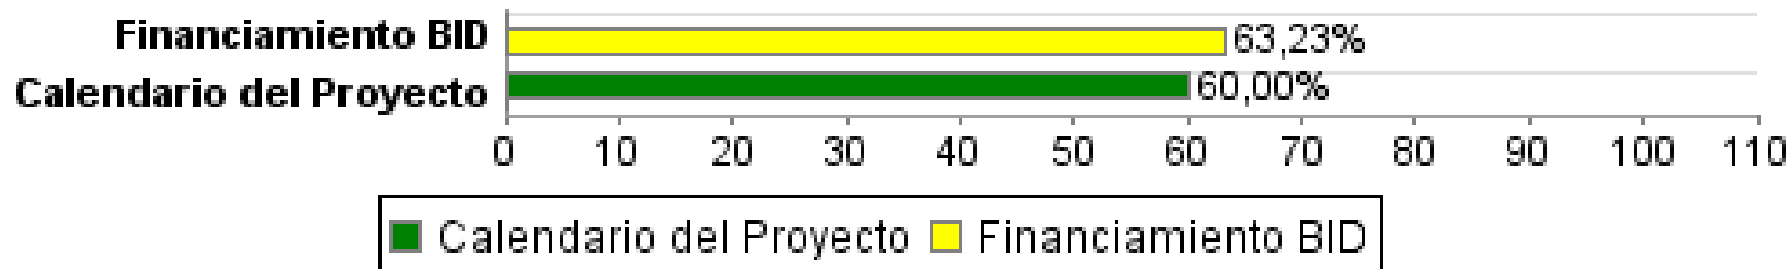 Financiamiento BID 63,23%
Calendario del Proyecto 60,00%
0 10 20 30 40 50 60 70 80 90 100 110
Calendario del Proyecto Financiamiento BID